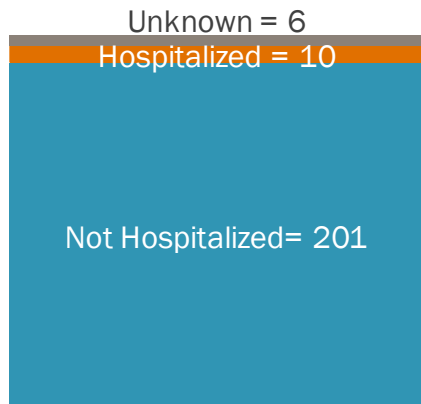 Unknown = 6
Hospitalized = 10
Not Hospitalized= 201